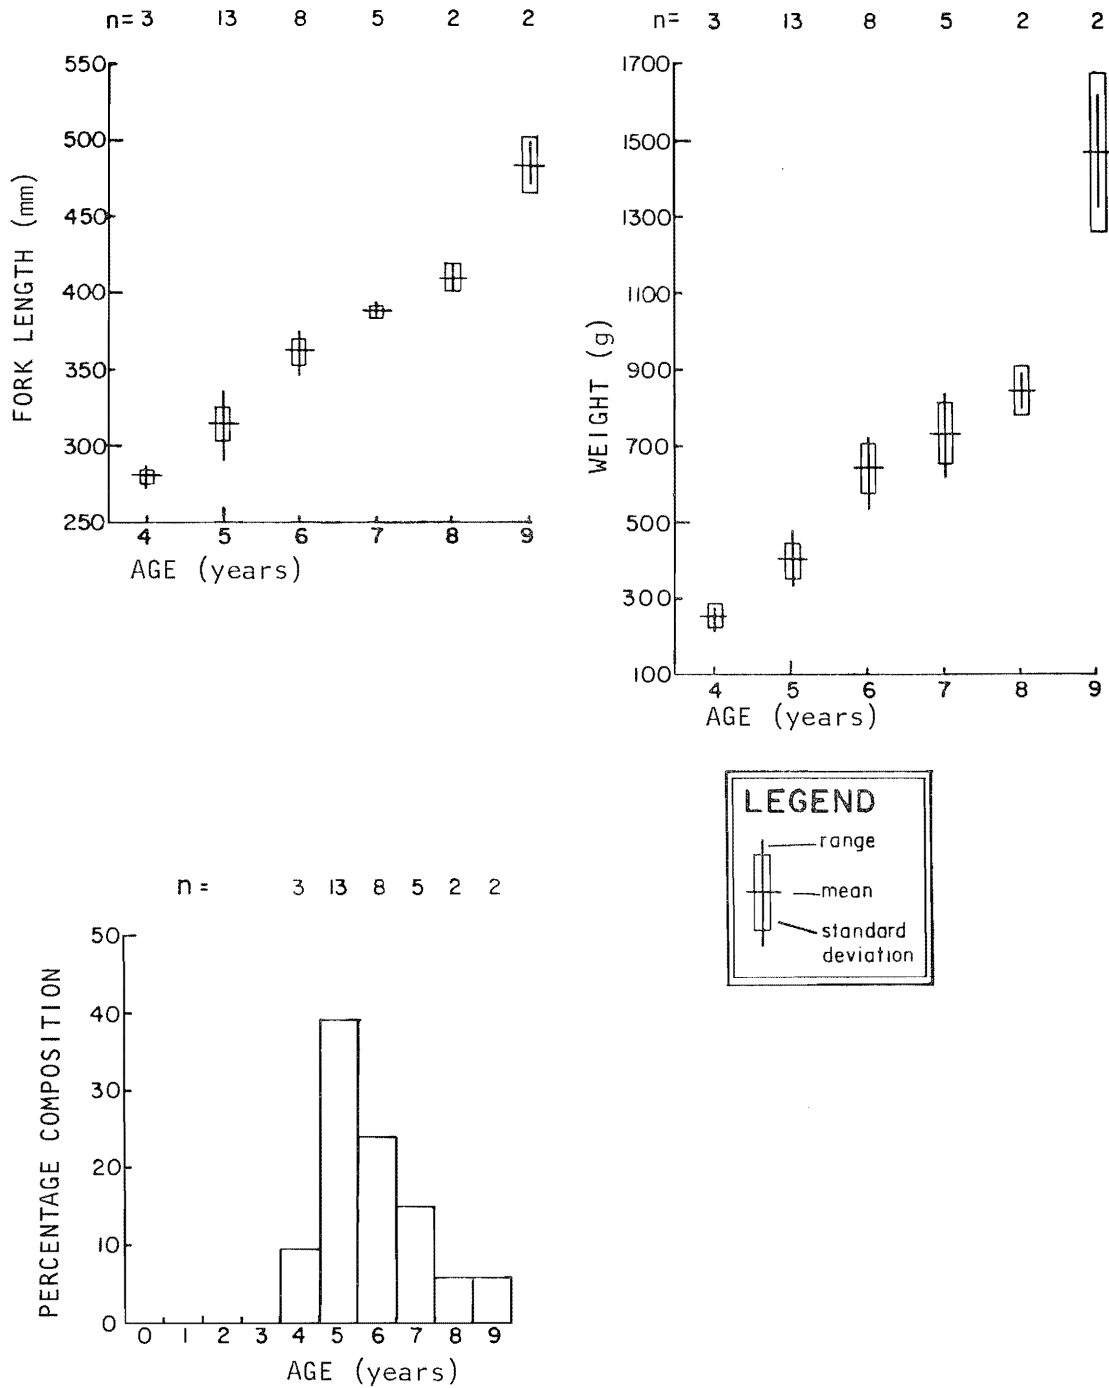 n= 3 13 8 5 2 2
550
500
450
400
350
300
250
FORK LENGTH (mm)
4 5 6 7 8 9
AGE (years)
n= 3 13 8 5 2 2
1700
1500
1300
1100
900
700
500
300
100
WEIGHT (g)
4 5 6 7 8 9
AGE (years)
LEGEND
range
mean
standard
deviation
n = 3 13 8 5 2 2
50
40
30
20
10
0
PERCENTAGE COMPOSITION
0 1 2 3 4 5 6 7 8 9
AGE (years)